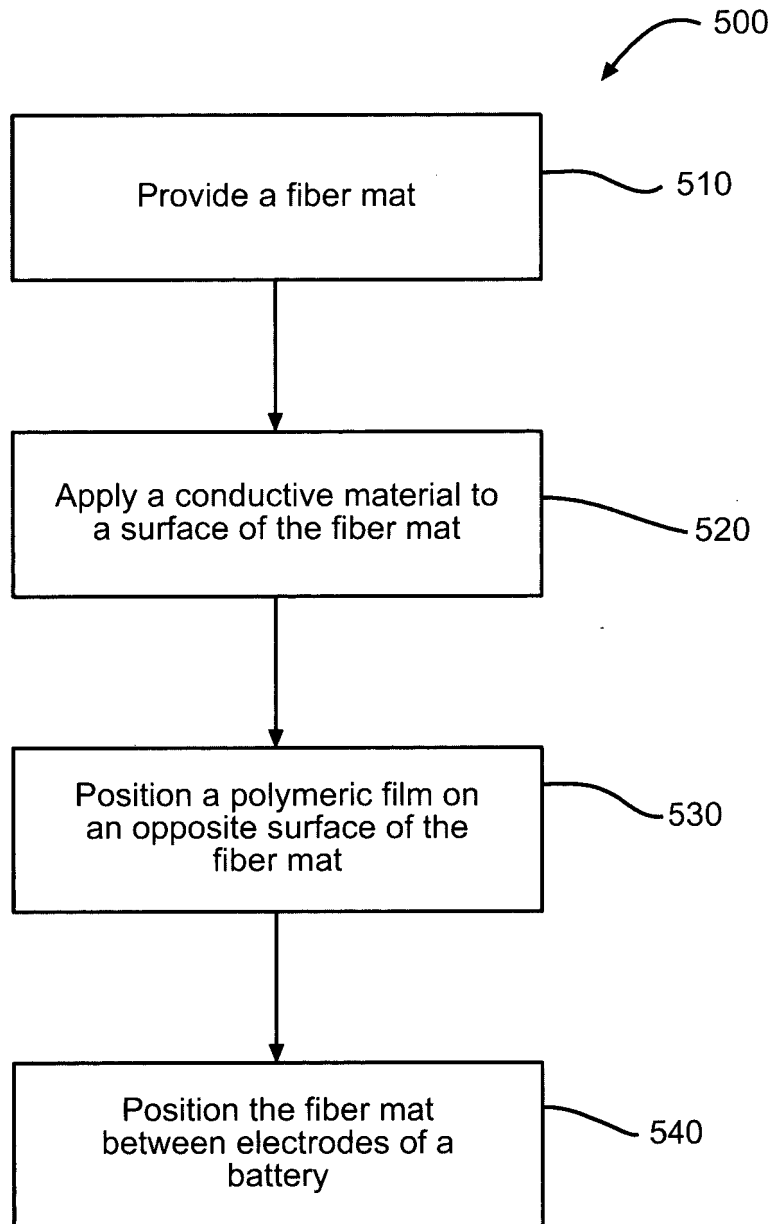 500
Provide a fiber mat
510
Apply a conductive material to
a surface of the fiber mat
520
Position a polymeric film on
an opposite surface of the
fiber mat
530
Position the fiber mat
between electrodes of a
battery
540